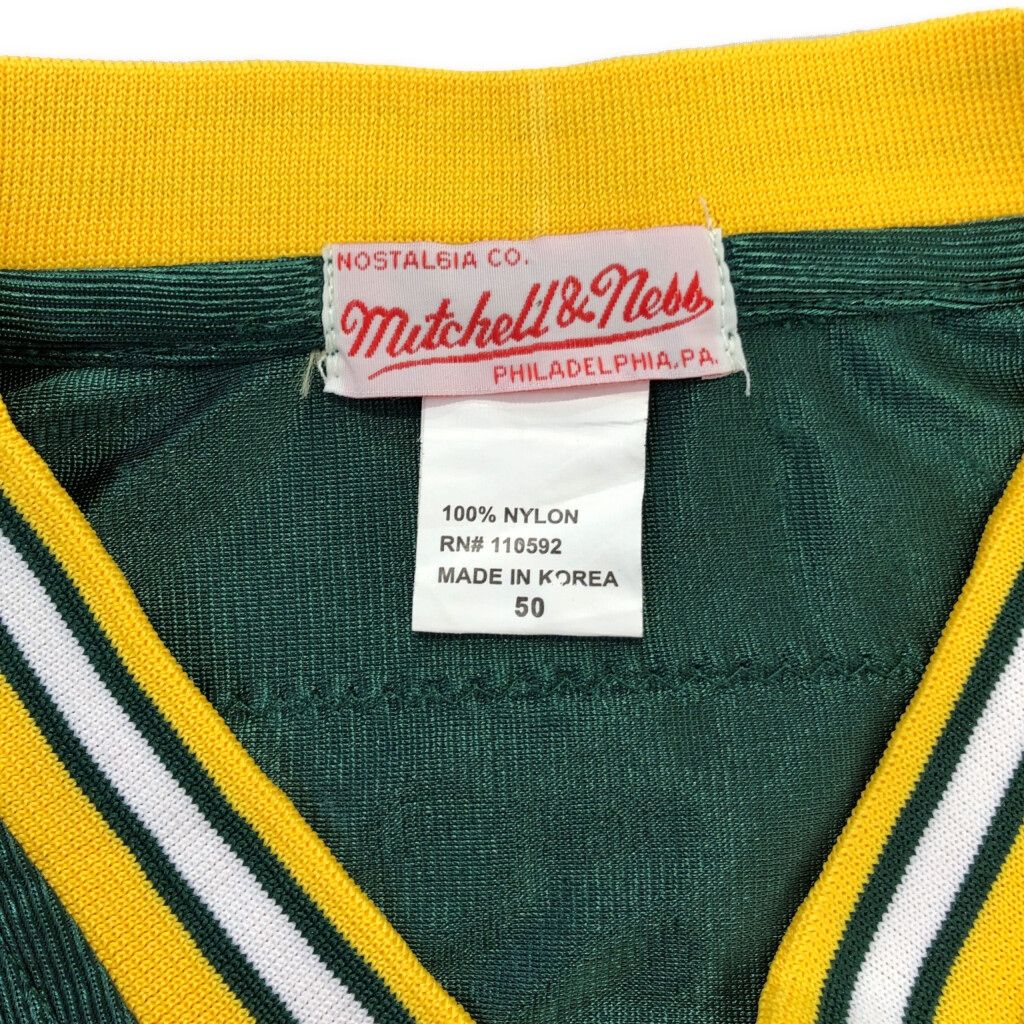 NOSTALGIA CO.
Mitchell & Ness
PHILADELPHIA, PA.
100% NYLON
RN# 110592
MADE IN KOREA
50